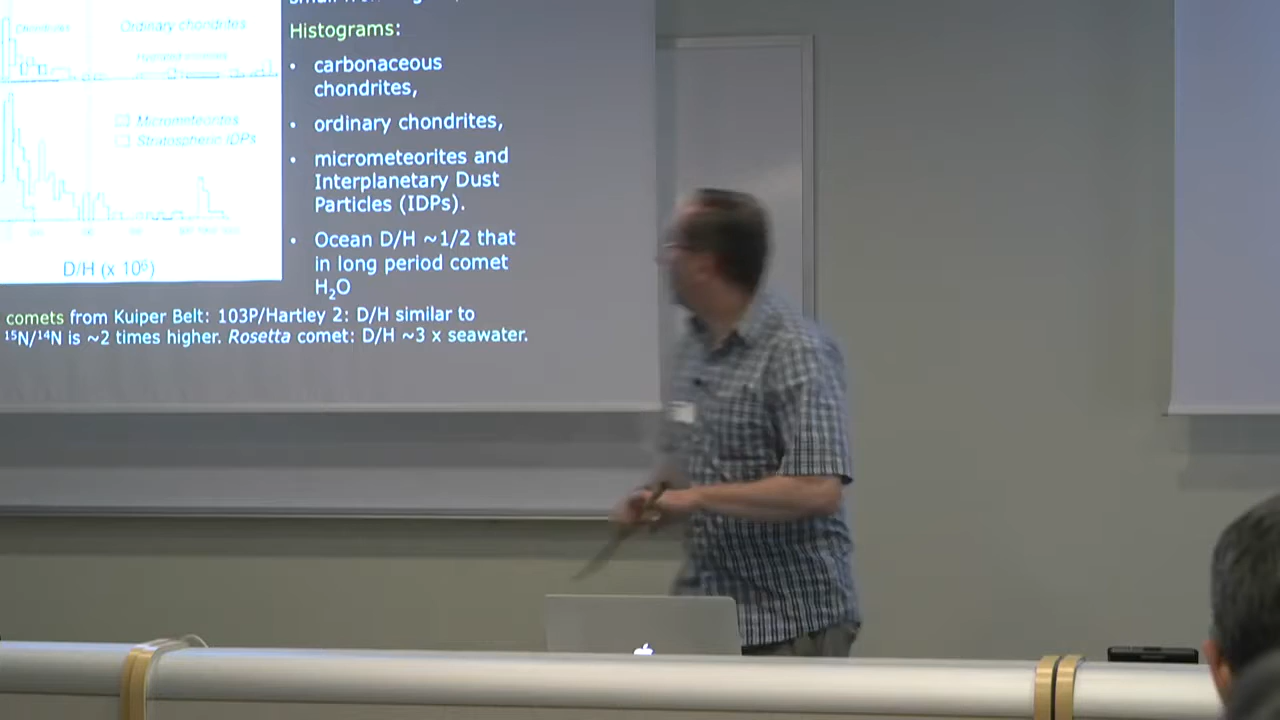 Histograms:
Chondrites
Ordinary chondrites
• carbonaceous
chondrites,
• ordinary chondrites,
Micrometeorites
Stratospheric IDPs
• micrometeorites and
Interplanetary Dust
Particles (IDPs).
• Ocean D/H ~1/2 that
in long period comet
H₂O
D/H (x 10⁶)
comets from Kuiper Belt: 103P/Hartley 2: D/H similar to
¹⁵N/¹⁴N is ~2 times higher. Rosetta comet: D/H ~3 x seawater.